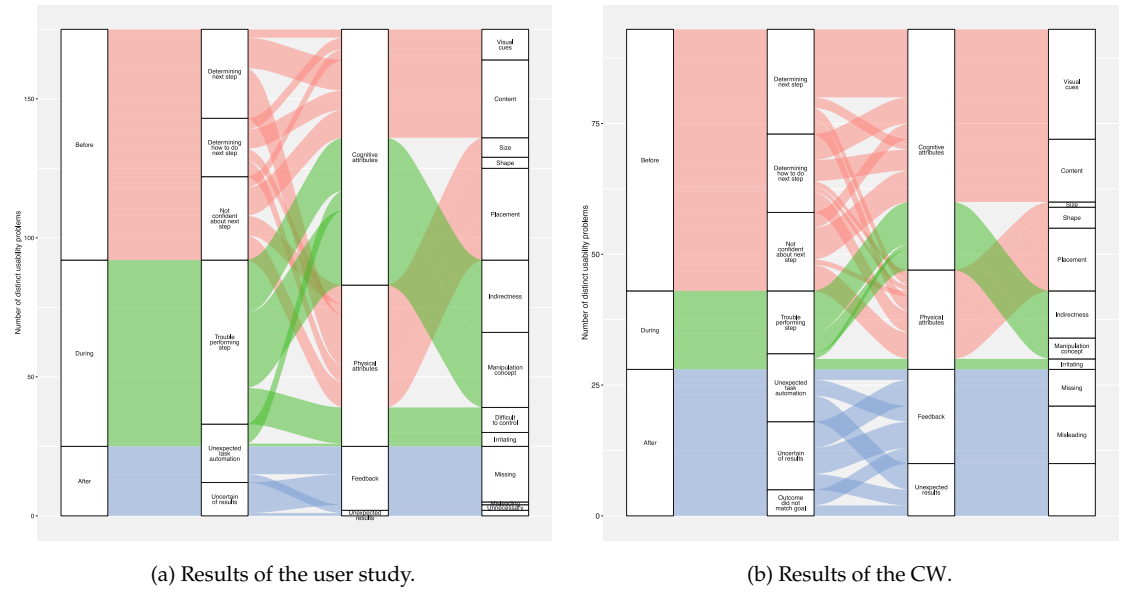 Number of distinct usability problems
150
100
50
0
Before
During
After
Determining
next step
Determining
how to do
next step
Not
confident
about next
step
Trouble
performing
step
Unexpected
task
automation
Uncertain
of results
Cognitive
attributes
Physical
attributes
Feedback
Unexpected
results
Visual
cues
Content
Size
Shape
Placement
Indirectness
Manipulation
concept
Difficult
to control
Irritating
Missing
Unnecessary
(a) Results of the user study.
Number of distinct usability problems
75
50
25
0
Before
During
After
Determining
next step
Determining
how to do
next step
Not
confident
about next
step
Trouble
performing
step
Unexpected
task
automation
Uncertain
of results
Outcome
did not
match goal
Cognitive
attributes
Physical
attributes
Feedback
Unexpected
results
Visual
cues
Content
Size
Shape
Placement
Indirectness
Manipulation
concept
Irritating
Missing
Misleading
(b) Results of the CW.